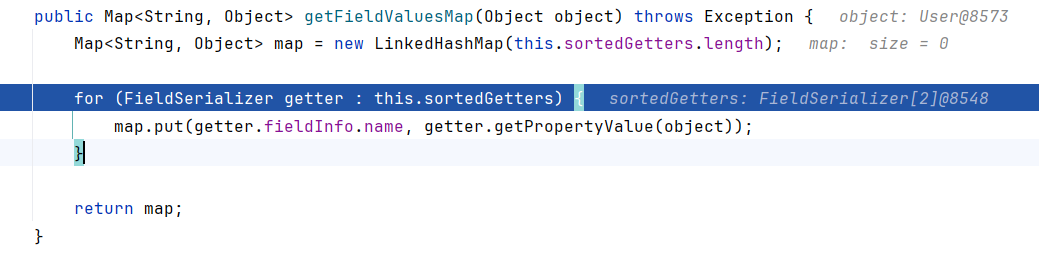 public Map<String, Object> getFieldValuesMap(Object object) throws Exception {   object: User@8573
    Map<String, Object> map = new LinkedHashMap(this.sortedGetters.length);   map:  size = 0
    for (FieldSerializer getter : this.sortedGetters) {   sortedGetters: FieldSerializer[2]@8548
        map.put(getter.fieldInfo.name, getter.getPropertyValue(object));
    }
    return map;
}